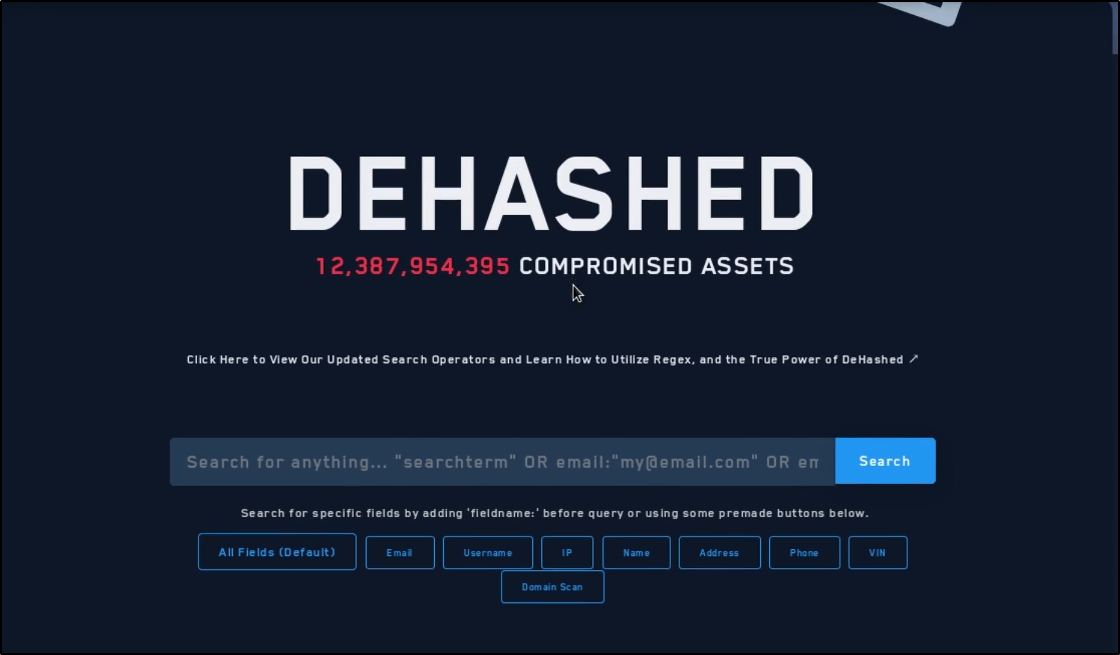 DEHASHED
12,387,954,395 COMPROMISED ASSETS
Click Here to View Our Updated Search Operators and Learn How to Utilize Regex, and the True Power of DeHashed ↗
Search for anything... "searchterm" OR email:"my@email.com" OR em
Search
Search for specific fields by adding 'fieldname:' before query or using some premade buttons below.
All Fields (Default) Email Username IP Name Address Phone VIN
Domain Scan